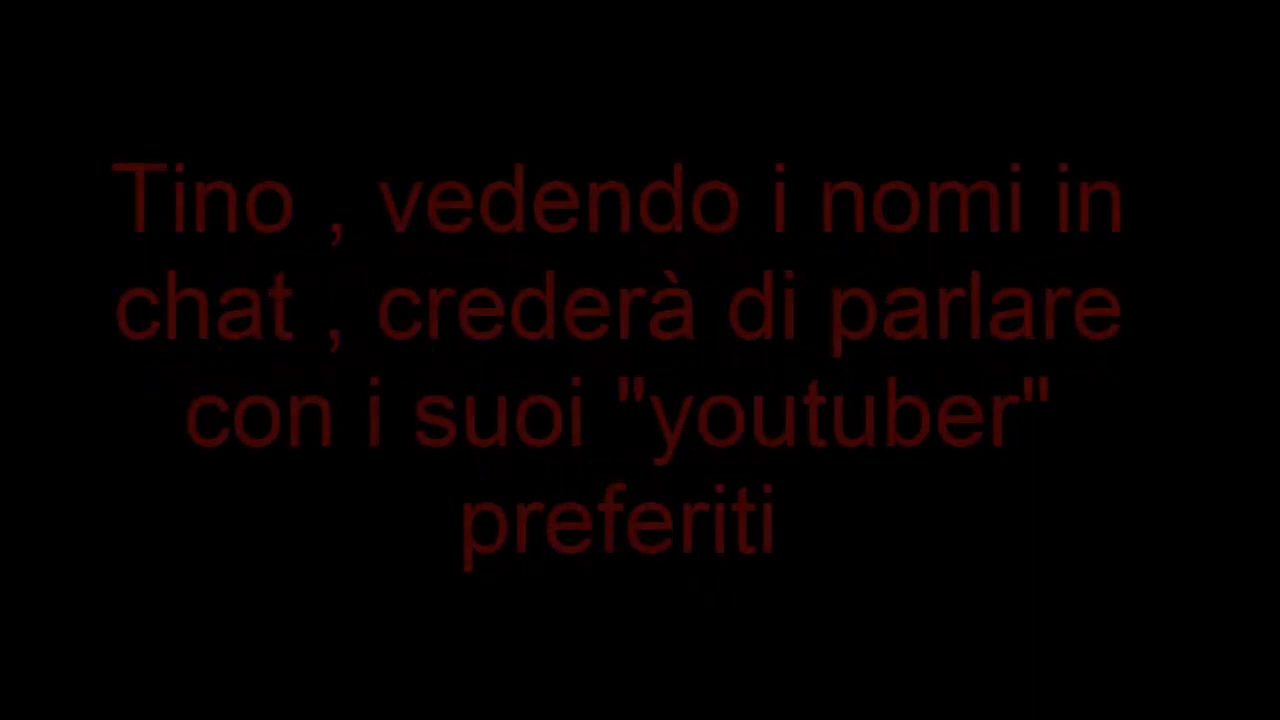 Tino , vedendo i nomi in
chat , crederà di parlare
con i suoi "youtuber"
preferiti